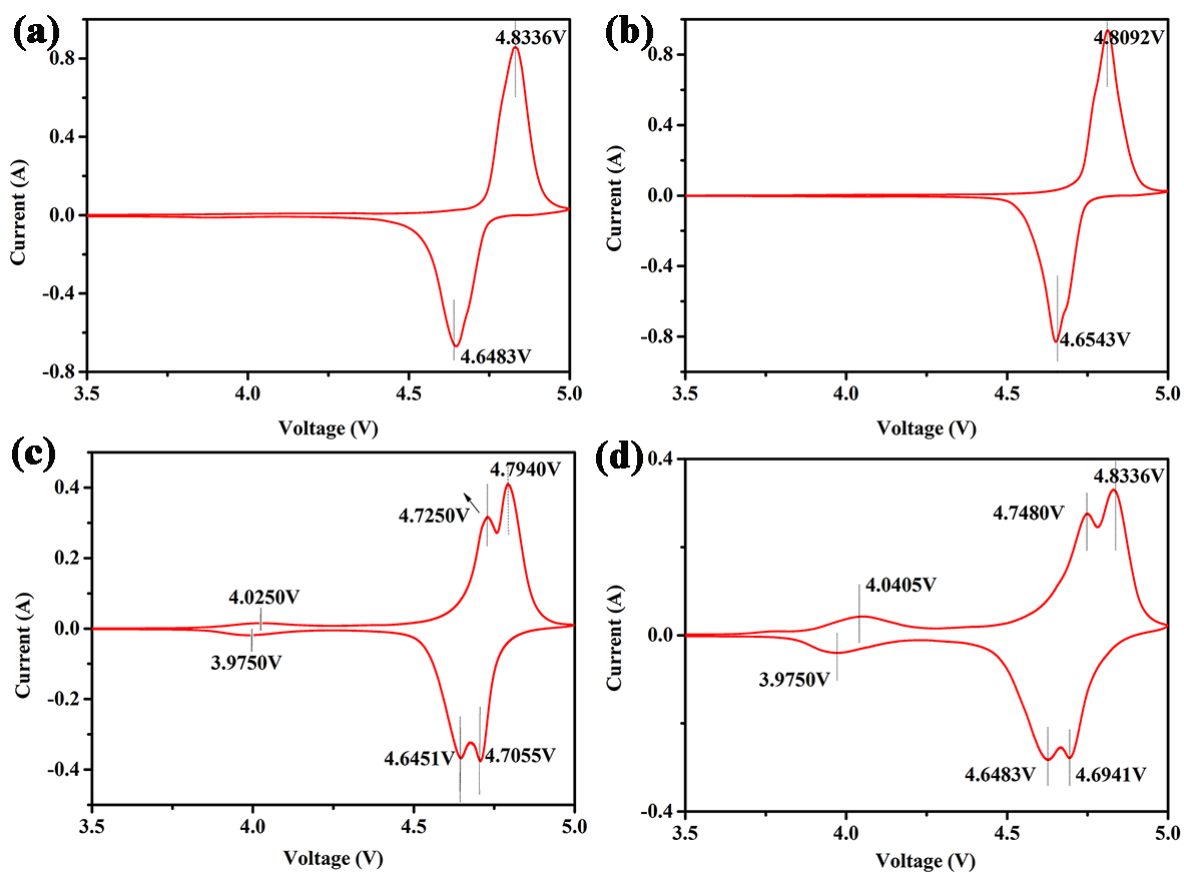 (a)
4.8336V
0.8
0.4
0.0
-0.4
-0.8
4.6483V
3.5
4.0
4.5
5.0
Current (A)
Voltage (V)
(b)
4.8092V
0.8
0.4
0.0
-0.4
-0.8
4.6543V
3.5
4.0
4.5
5.0
Current (A)
Voltage (V)
(c)
4.7940V
4.7250V
0.4
0.2
0.0
-0.2
-0.4
4.0250V
3.9750V
4.6451V
4.7055V
3.5
4.0
4.5
5.0
Current (A)
Voltage (V)
(d)
4.8336V
4.7480V
0.4
0.0
-0.4
4.0405V
3.9750V
4.6483V
4.6941V
3.5
4.0
4.5
5.0
Current (A)
Voltage (V)